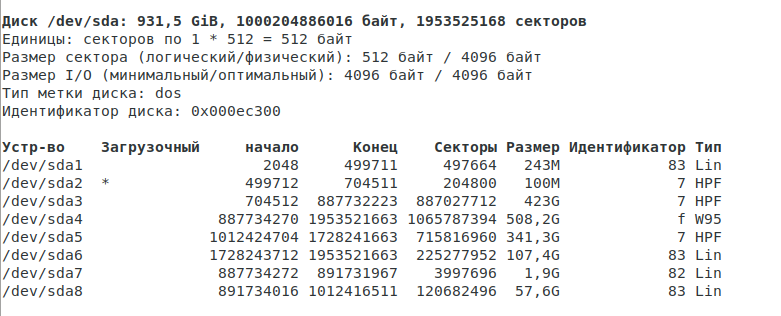 Диск /dev/sda: 931,5 GiB, 1000204886016 байт, 1953525168 секторов
Единицы: секторов по 1 * 512 = 512 байт
Размер сектора (логический/физический): 512 байт / 4096 байт
Размер I/O (минимальный/оптимальный): 4096 байт / 4096 байт
Тип метки диска: dos
Идентификатор диска: 0x000ec300
Устр-во Загрузочный начало Конец Секторы Размер Идентификатор Тип
/dev/sda1 2048 499711 497664 243M 83 Lin
/dev/sda2 * 499712 704511 204800 100M 7 HPF
/dev/sda3 704512 887732223 887027712 423G 7 HPF
/dev/sda4 887734270 1953521663 1065787394 508,2G f W95
/dev/sda5 1012424704 1728241663 715816960 341,3G 7 HPF
/dev/sda6 1728243712 1953521663 225277952 107,4G 83 Lin
/dev/sda7 887734272 891731967 3997696 1,9G 82 Lin
/dev/sda8 891734016 1012416511 120682496 57,6G 83 Lin